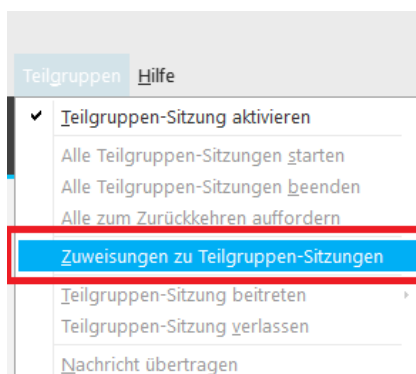 Teilgruppen Hilfe
Teilgruppen-Sitzung aktivieren
Alle Teilgruppen-Sitzungen starten
Alle Teilgruppen-Sitzungen beenden
Alle zum Zurückkehren auffordern
Zuweisungen zu Teilgruppen-Sitzungen
Teilgruppen-Sitzung beitreten
Teilgruppen-Sitzung verlassen
Nachricht übertragen